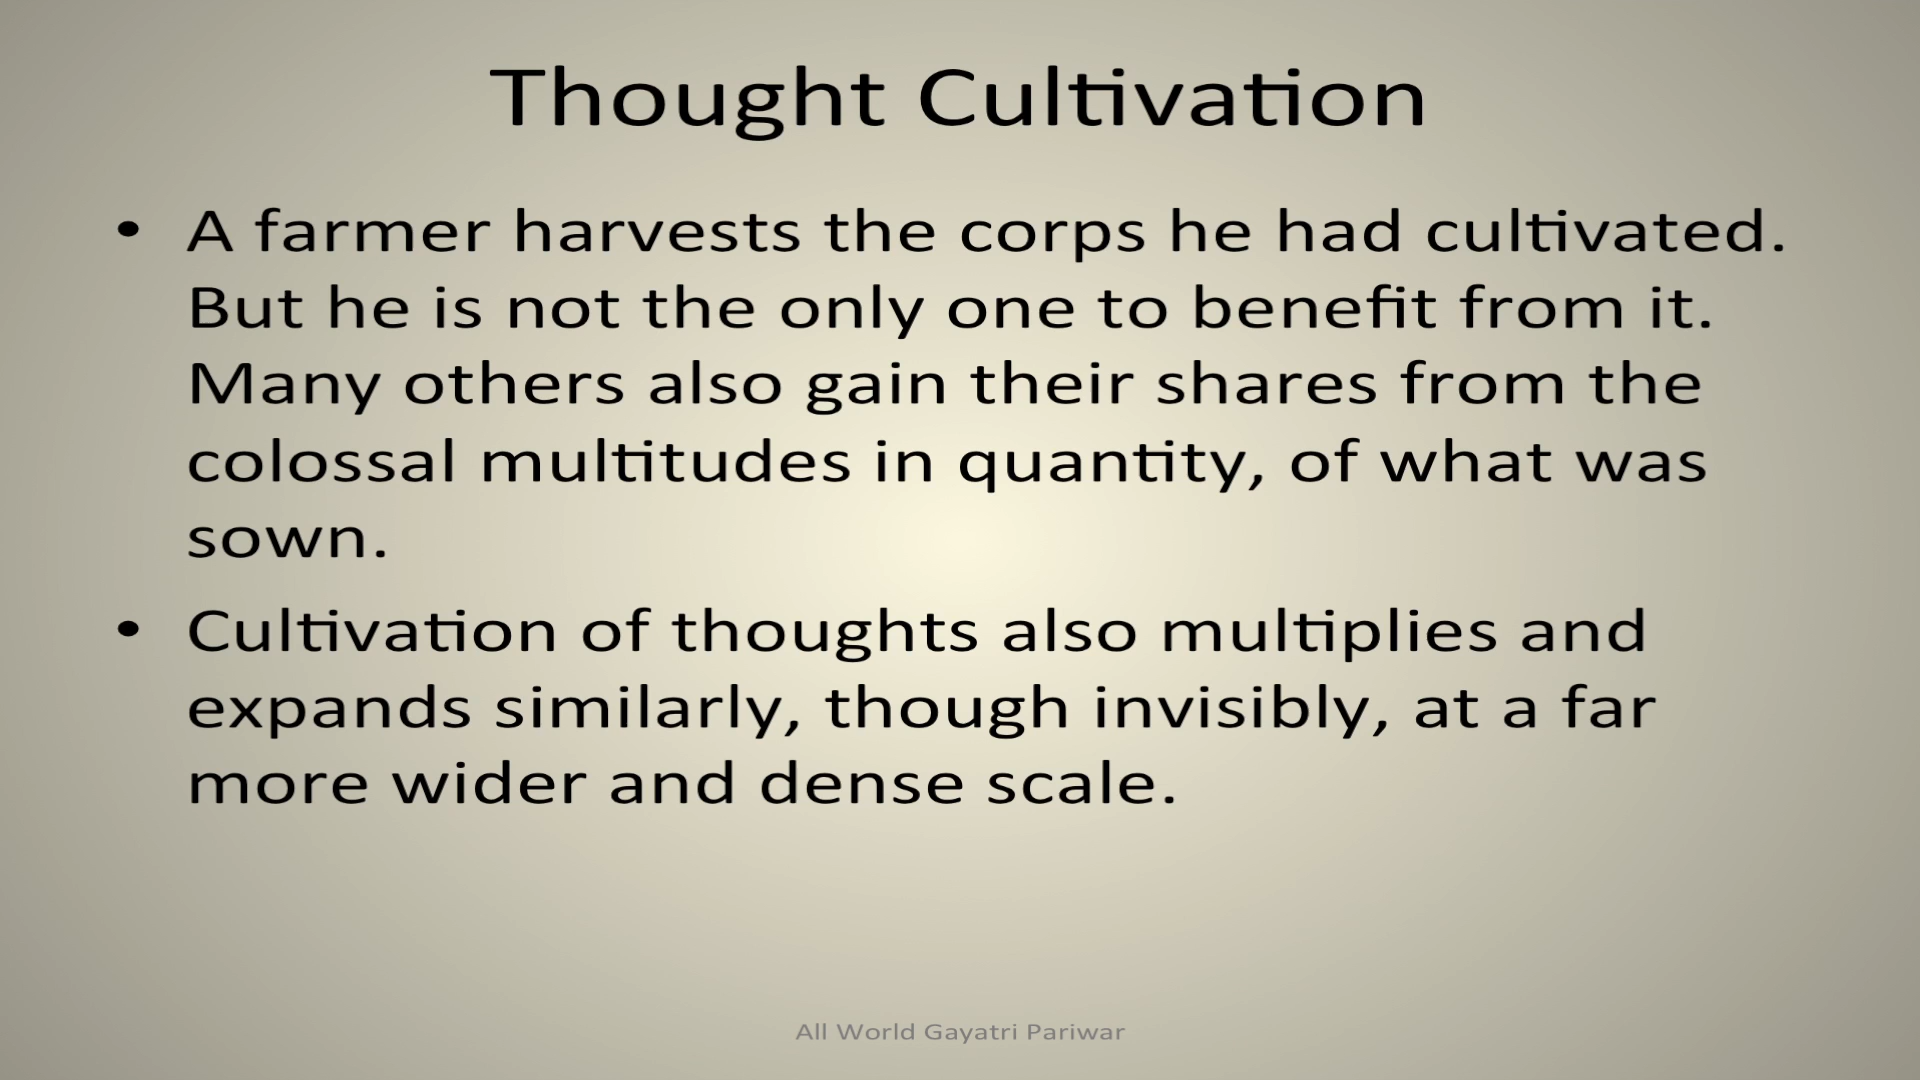 Thought Cultivation
• A farmer harvests the corps he had cultivated.
But he is not the only one to benefit from it.
Many others also gain their shares from the
colossal multitudes in quantity, of what was
sown.
• Cultivation of thoughts also multiplies and
expands similarly, though invisibly, at a far
more wider and dense scale.
All World Gayatri Pariwar